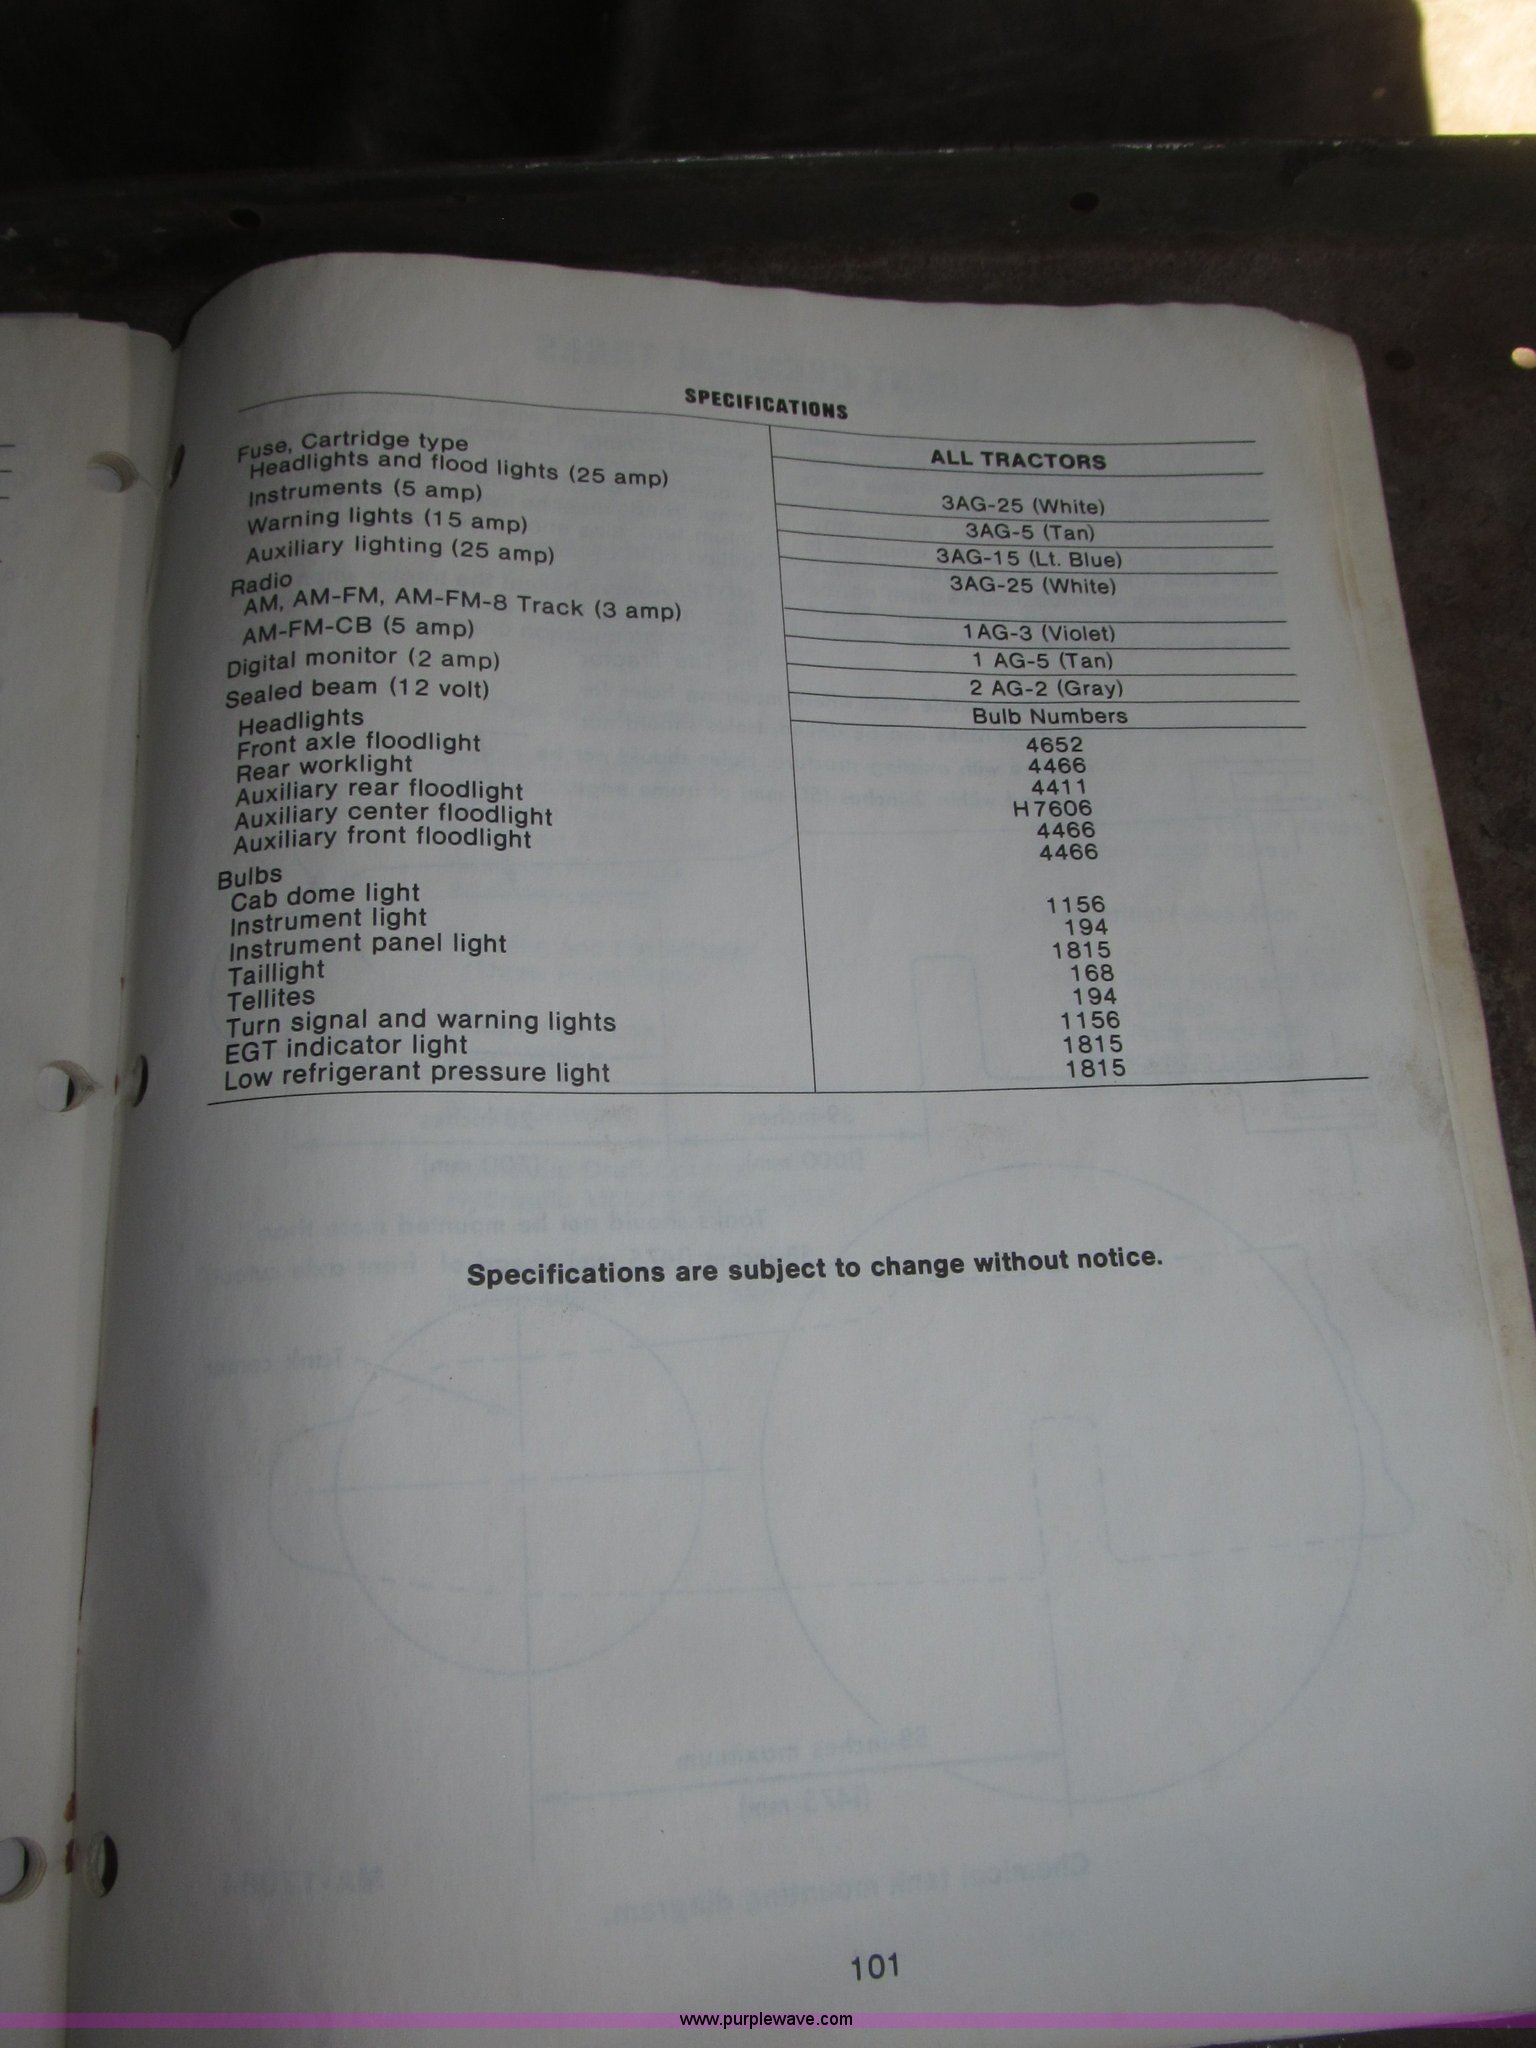 SPECIFICATIONS
ALL TRACTORS
Fuse, Cartridge type
Headlights and flood lights (25 amp) 3AG-25 (White)
Instruments (5 amp) 3AG-5 (Tan)
Warning lights (15 amp) 3AG-15 (Lt. Blue)
Auxiliary lighting (25 amp) 3AG-25 (White)
Radio
AM, AM-FM, AM-FM-8 Track (3 amp) 1AG-3 (Violet)
AM-FM-CB (5 amp) 1 AG-5 (Tan)
Digital monitor (2 amp) 2 AG-2 (Gray)
Sealed beam (12 volt) Bulb Numbers
Headlights 4652
Front axle floodlight 4466
Rear worklight 4411
Auxiliary rear floodlight H7606
Auxiliary center floodlight 4466
Auxiliary front floodlight 4466
Bulbs
Cab dome light 1156
Instrument light 194
Instrument panel light 1815
Taillight 168
Tellites 194
Turn signal and warning lights 1156
EGT indicator light 1815
Low refrigerant pressure light 1815
Specifications are subject to change without notice.
101
www.purplewave.com